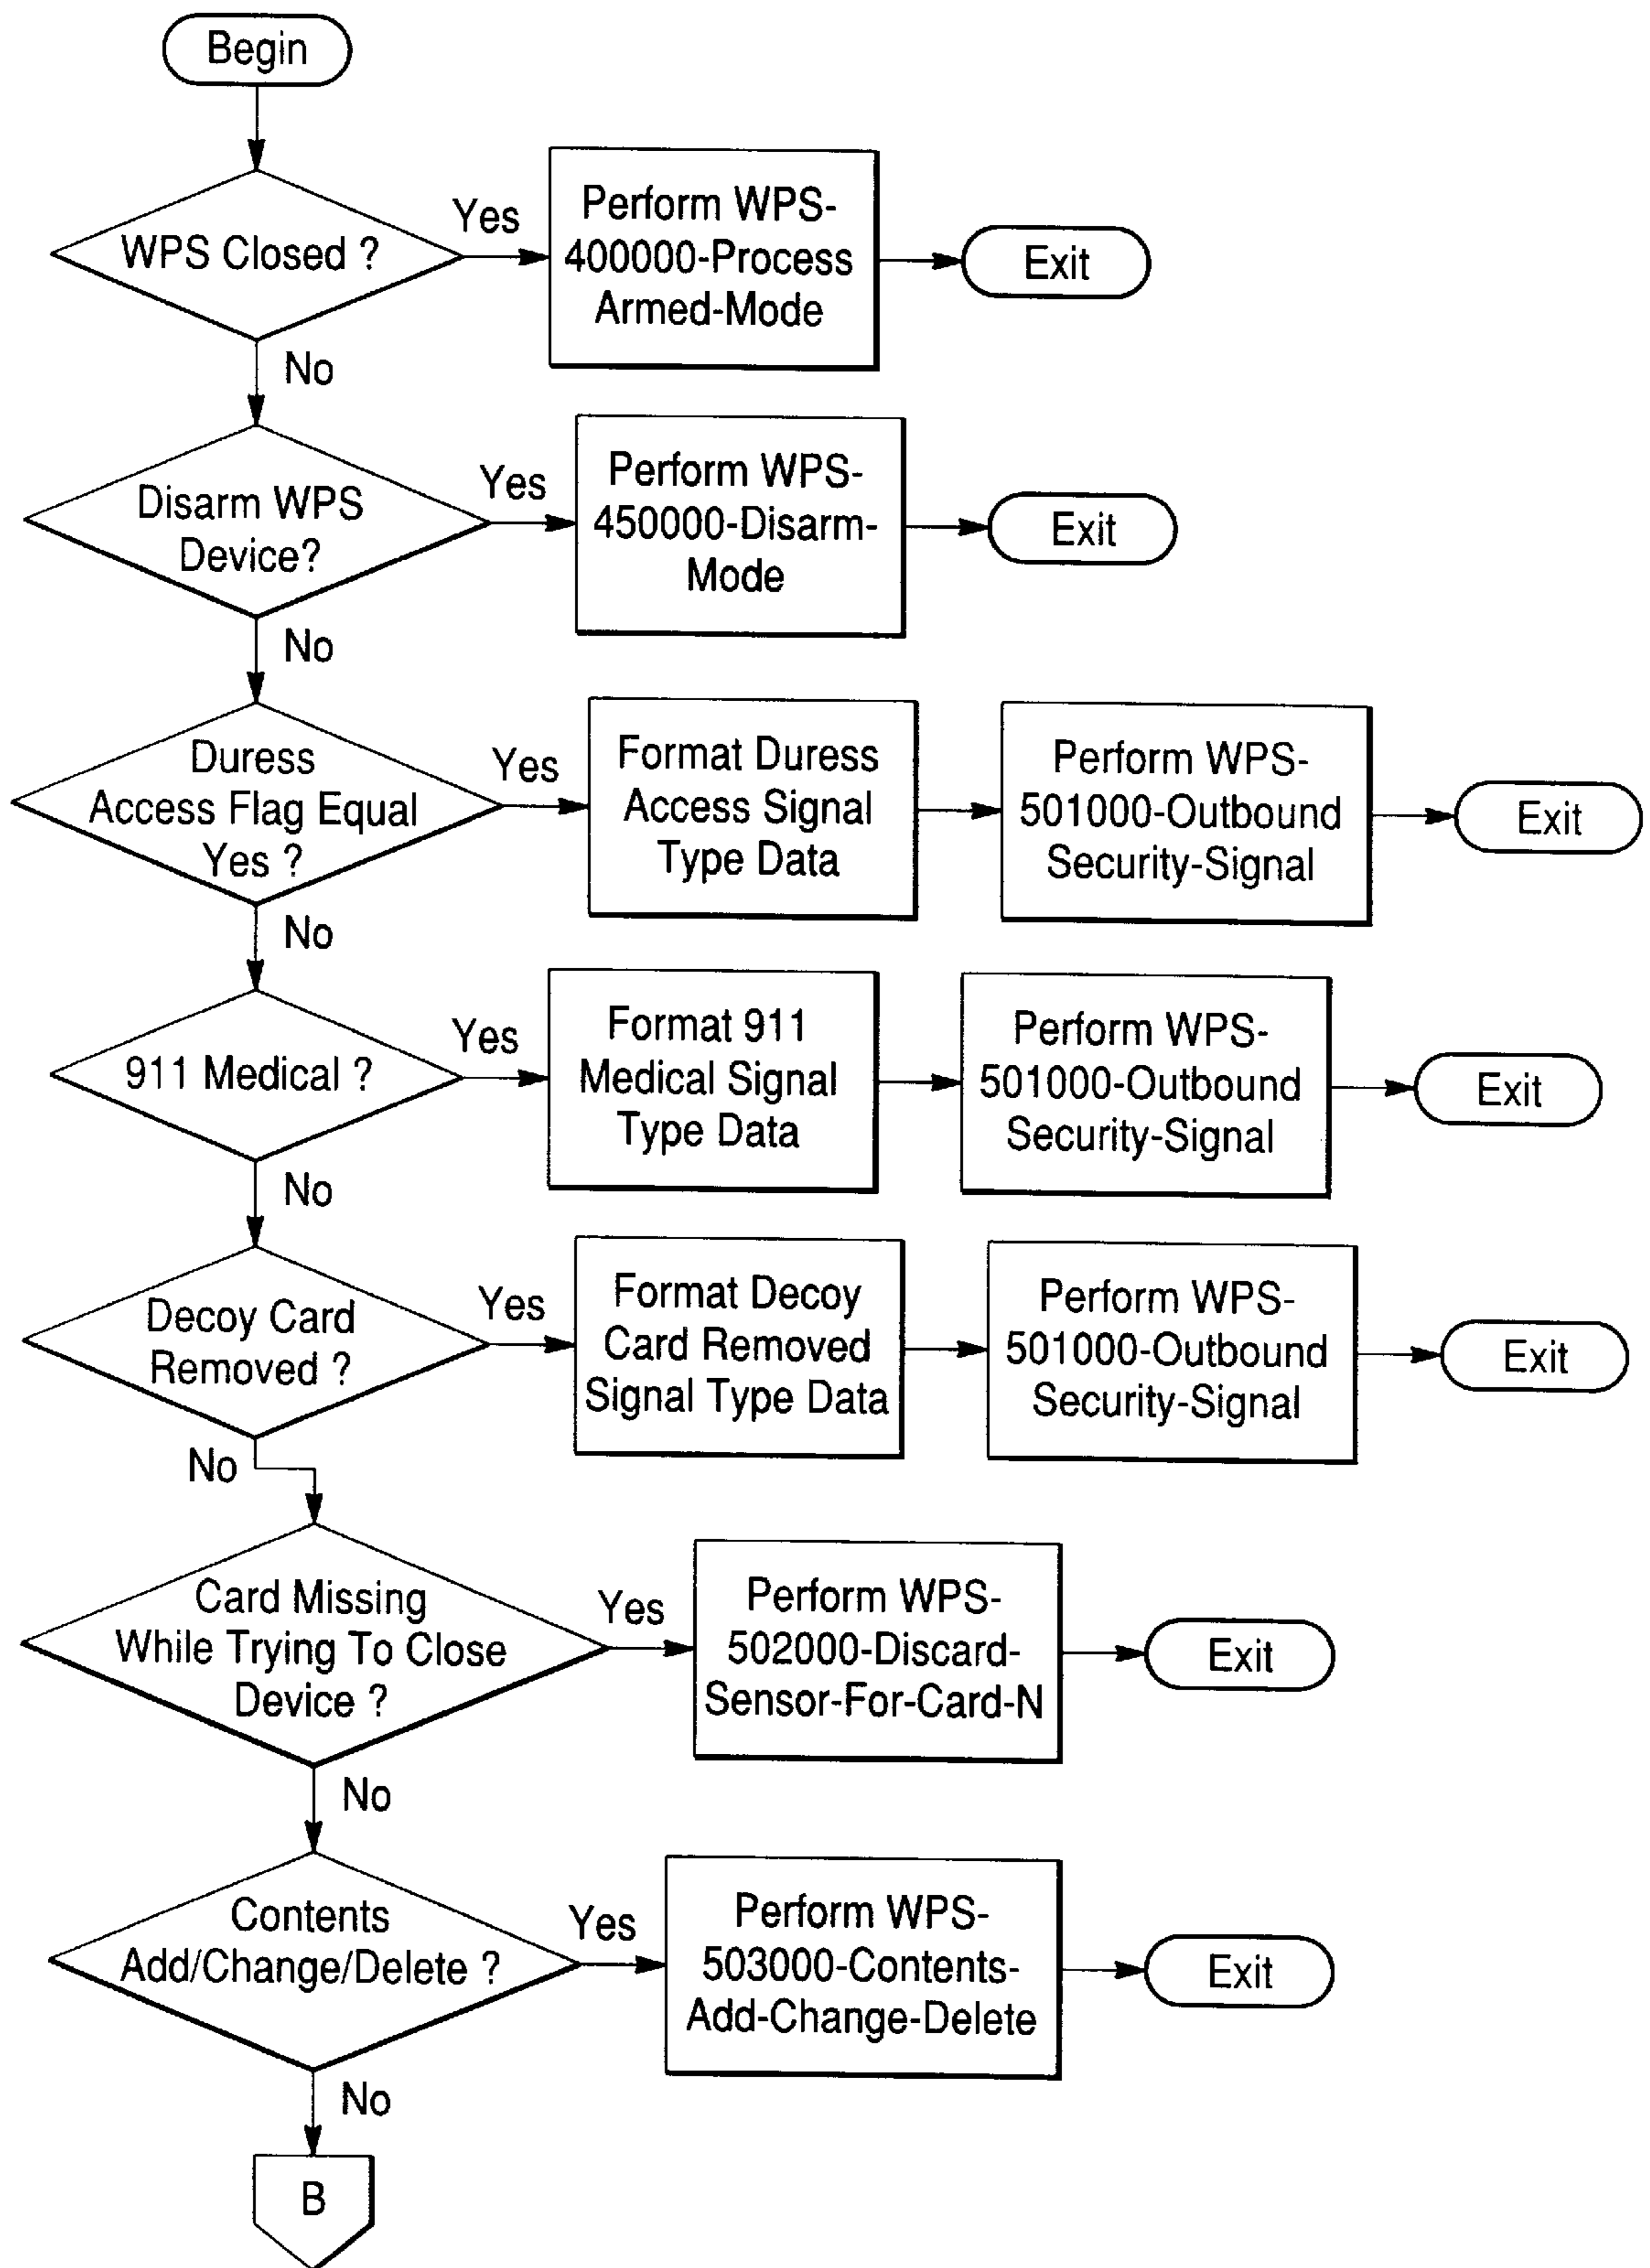 Begin
WPS Closed ?
Yes
Perform WPS-
400000-Process
Armed-Mode
Exit
No
Disarm WPS
Device?
Yes
Perform WPS-
450000-Disarm-
Mode
Exit
No
Duress
Access Flag Equal
Yes ?
Yes
Format Duress
Access Signal
Type Data
Perform WPS-
501000-Outbound
Security-Signal
Exit
No
911 Medical ?
Yes
Format 911
Medical Signal
Type Data
Perform WPS-
501000-Outbound
Security-Signal
Exit
No
Decoy Card
Removed ?
Yes
Format Decoy
Card Removed
Signal Type Data
Perform WPS-
501000-Outbound
Security-Signal
Exit
No
Card Missing
While Trying To Close
Device ?
Yes
Perform WPS-
502000-Discard-
Sensor-For-Card-N
Exit
No
Contents
Add/Change/Delete ?
Yes
Perform WPS-
503000-Contents-
Add-Change-Delete
Exit
No
B